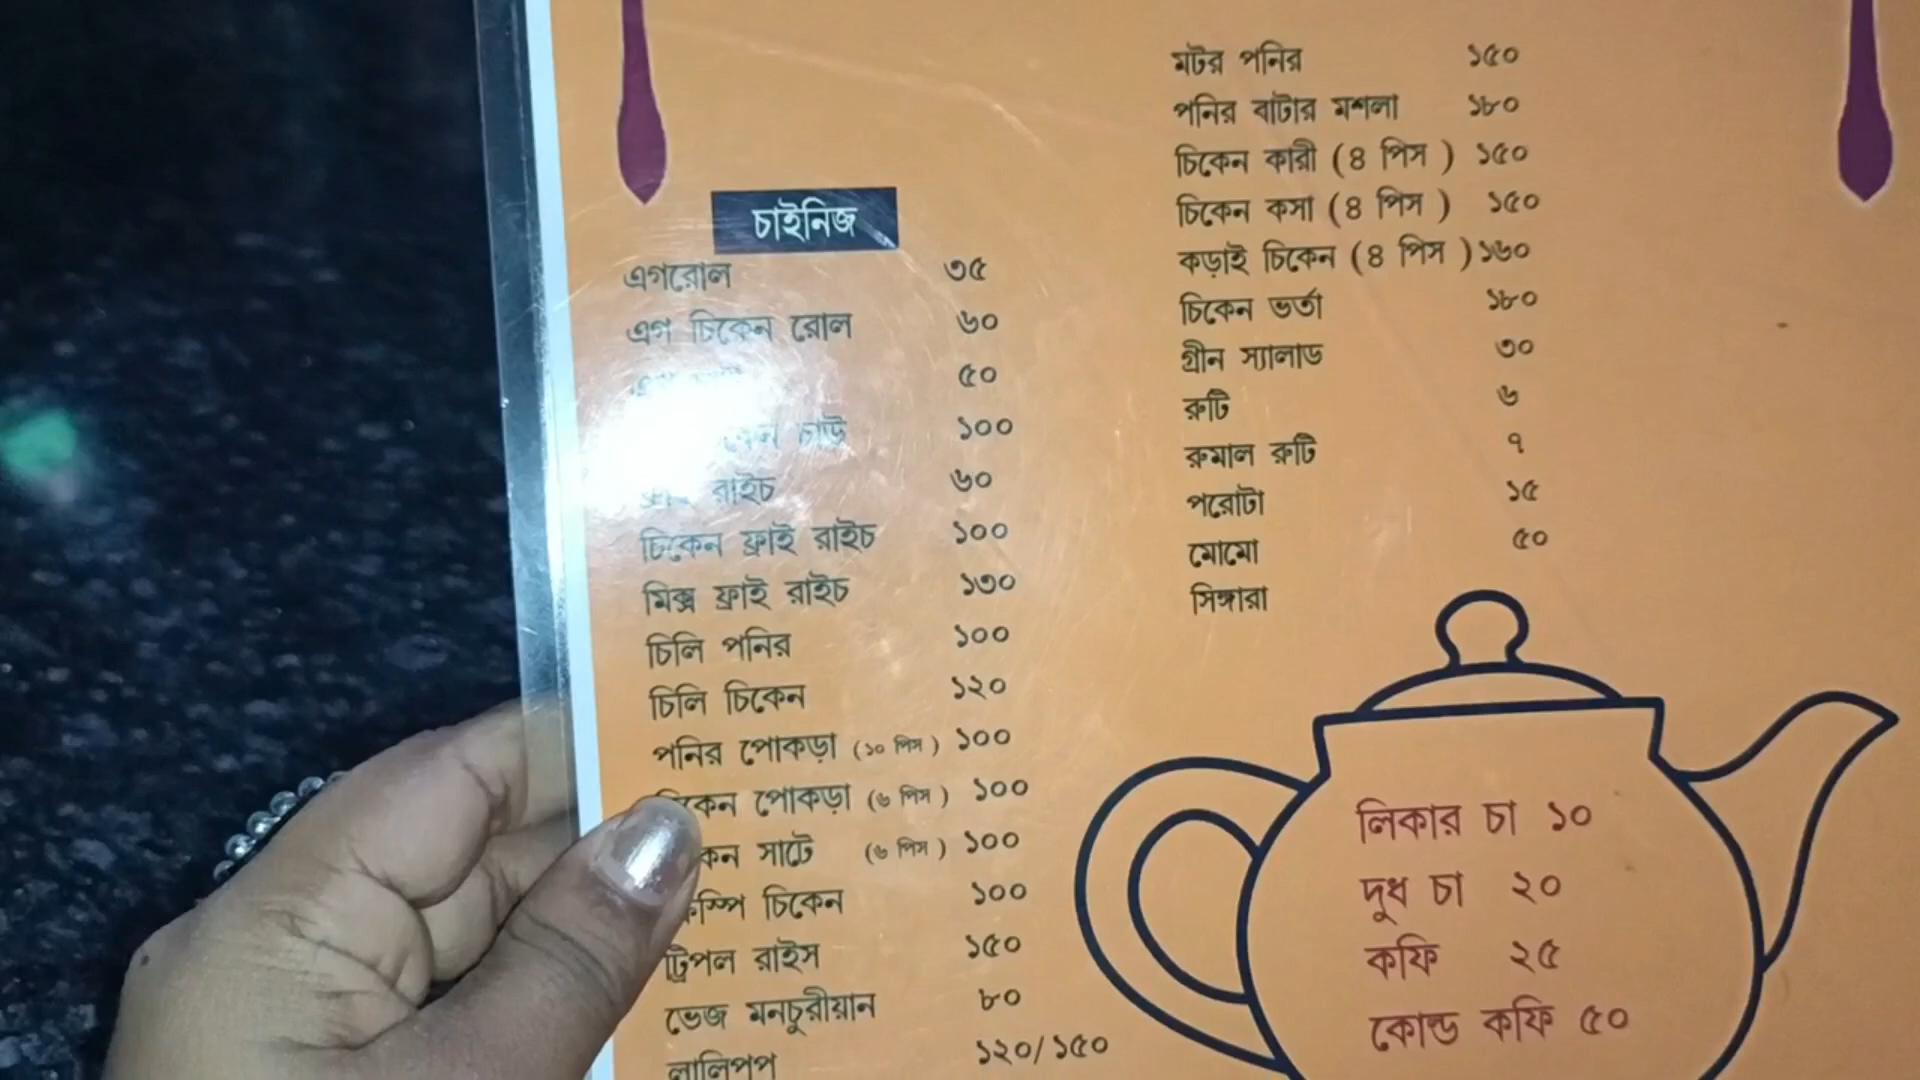 চাইনিজ
এগরোল ৩৫
এগ চিকেন রোল ৬০
৫০
চাউ ১০০
রাইচ ৬০
চিকেন ফ্রাই রাইচ ১০০
মিক্স ফ্রাই রাইচ ১৩০
চিলি পনির ১০০
চিলি চিকেন ১২০
পনির পোকড়া (১০ পিস) ১০০
চিকেন পোকড়া (৬ পিস) ১০০
সাটে (৬ পিস) ১০০
চিকেন ১০০
ট্রিপল রাইস ১৫০
ভেজ মনচুরীয়ান ৮০
লালিপপ ১২০/১৫০
মটর পনির ১৫০
পনির বাটার মশলা ১৮০
চিকেন কারী (৪ পিস) ১৫০
চিকেন কসা (৪ পিস) ১৫০
কড়াই চিকেন (৪ পিস) ১৬০
চিকেন ভর্তা ১৮০
গ্রীন স্যালাড ৩০
রুটি ৬
রুমাল রুটি ৭
পরোটা ১৫
মোমো ৫০
সিঙ্গারা
লিকার চা ১০
দুধ চা ২০
কফি ২৫
কোল্ড কফি ৫০